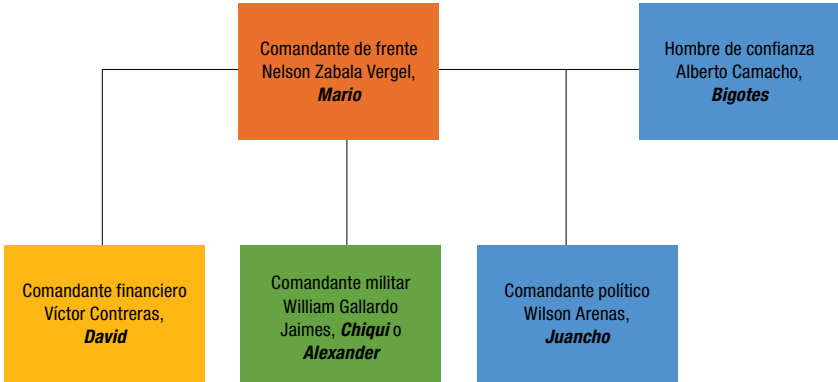 Comandante de frente
Nelson Zabala Vergel,
Mario
Hombre de confianza
Alberto Camacho,
Bigotes
Comandante financiero
Víctor Contreras,
David
Comandante militar
William Gallardo
Jaimes, Chiqui o
Alexander
Comandante político
Wilson Arenas,
Juancho